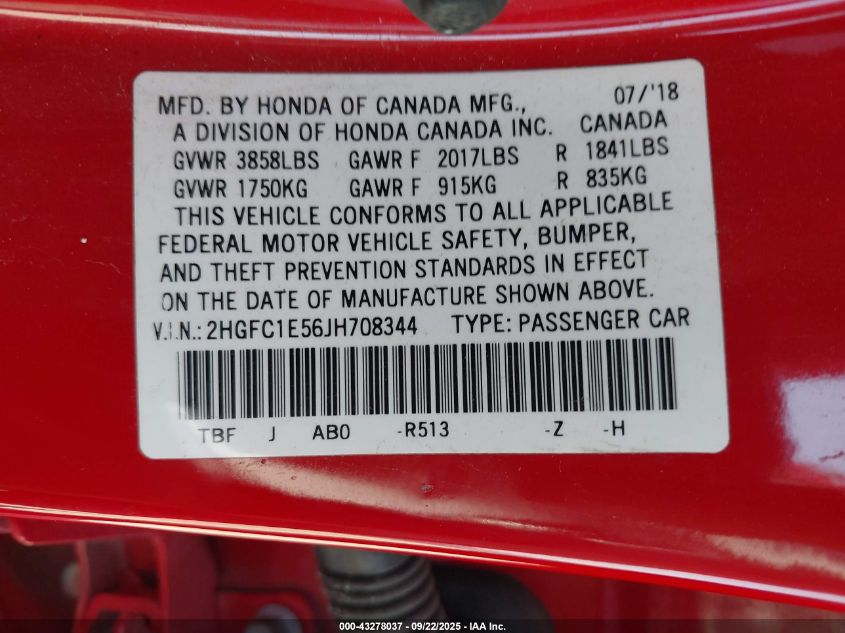 07/'18
MFD. BY HONDA OF CANADA MFG.,
A DIVISION OF HONDA CANADA INC. CANADA
GVWR 3858LBS GAWR F 2017LBS R 1841LBS
GVWR 1750KG GAWR F 915KG R 835KG
THIS VEHICLE CONFORMS TO ALL APPLICABLE
FEDERAL MOTOR VEHICLE SAFETY, BUMPER,
AND THEFT PREVENTION STANDARDS IN EFFECT
ON THE DATE OF MANUFACTURE SHOWN ABOVE.
V.I.N.: 2HGFC1E56JH708344 TYPE: PASSENGER CAR
TBF J AB0 -R513 -Z -H
000-43278037 - 09/22/2025 - IAA Inc.